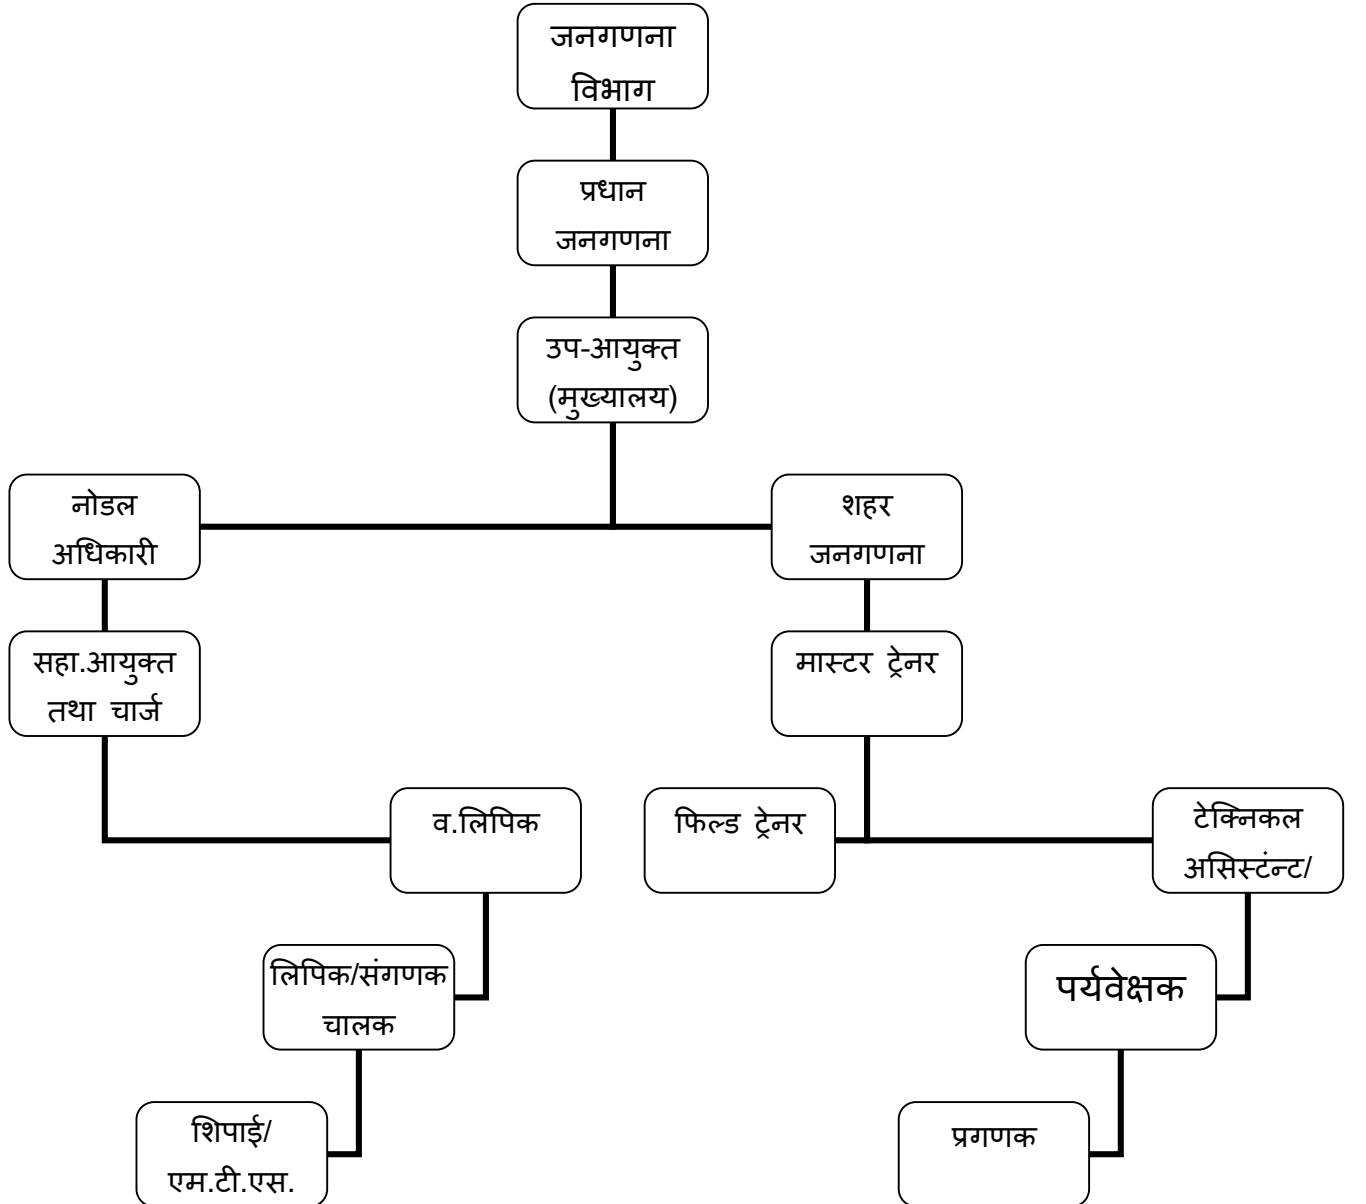 जनगणना
विभाग
प्रधान
जनगणना
उप-आयुक्त
(मुख्यालय)
नोडल
अधिकारी
शहर
जनगणना
सहा.आयुक्त
तथा चार्ज
मास्टर ट्रेनर
व.लिपिक
फिल्ड ट्रेनर
टेक्निकल
असिस्टंन्ट/
लिपिक/संगणक
चालक
पर्यवेक्षक
शिपाई/
एम.टी.एस.
प्रगणक